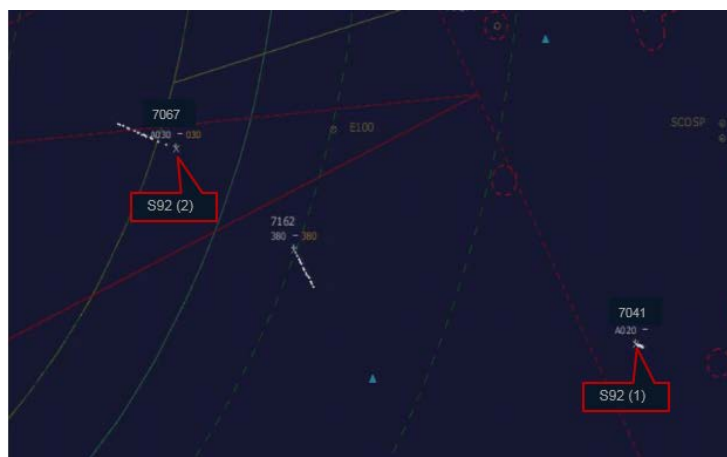 7067
A030 - 030
E100
SCOSP
S92 (2)
7162
380 - 380
7041
A020 -
S92 (1)